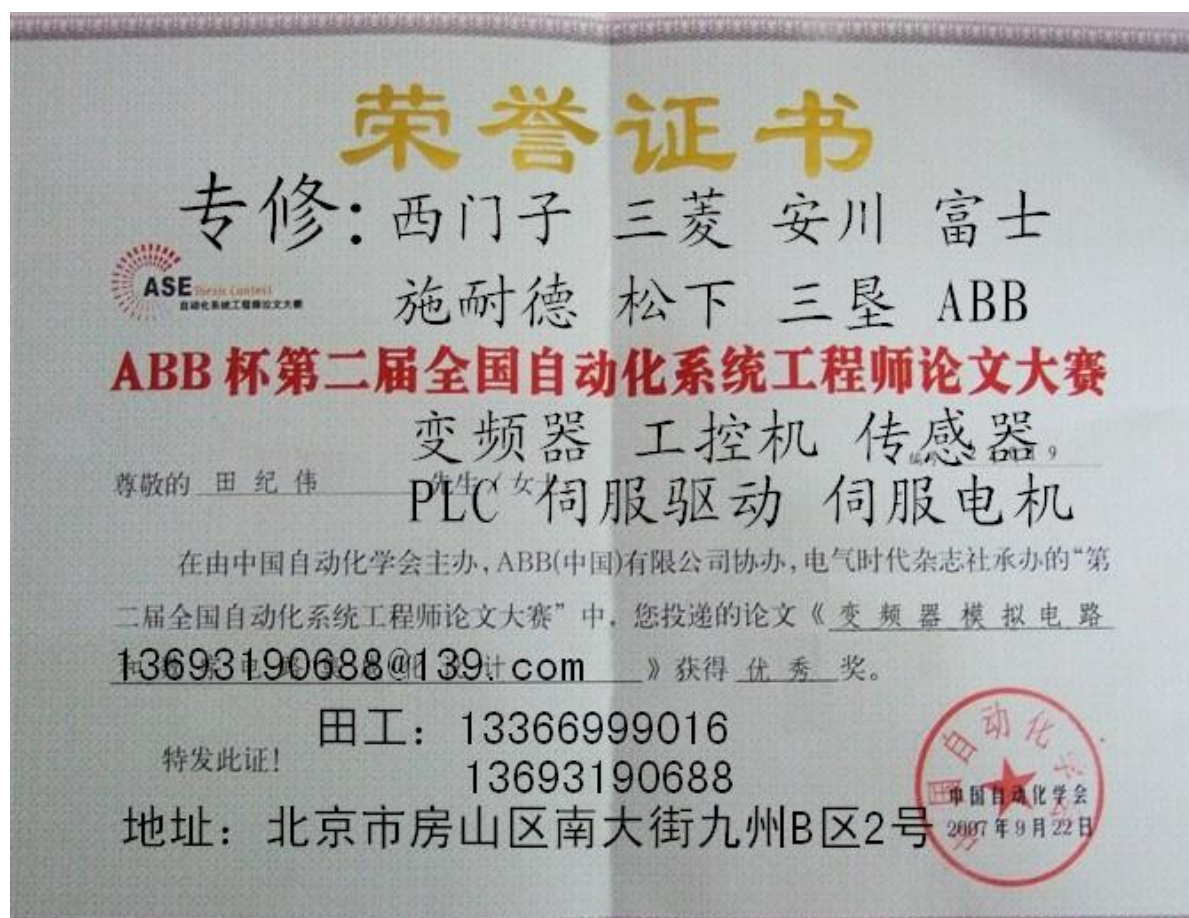 荣誉证书
专修：西门子 三菱 安川 富士
ASE Thesis Contest
自动化系统工程师论文大赛
施耐德 松下 三垦 ABB
ABB 杯第二届全国自动化系统工程师论文大赛
变频器 工控机 传感器
尊敬的 田纪伟 先生（女士
PLC 伺服驱动 伺服电机
在由中国自动化学会主办，ABB(中国)有限公司协办，电气时代杂志社承办的“第
二届全国自动化系统工程师论文大赛”中，您投递的论文《变频器模拟电路
13693190688@139.com 》获得 优秀 奖。
田工：13366999016
特发此证！
13693190688
中国自动化学会
地址：北京市房山区南大街九州B区2号
2007年9月22日